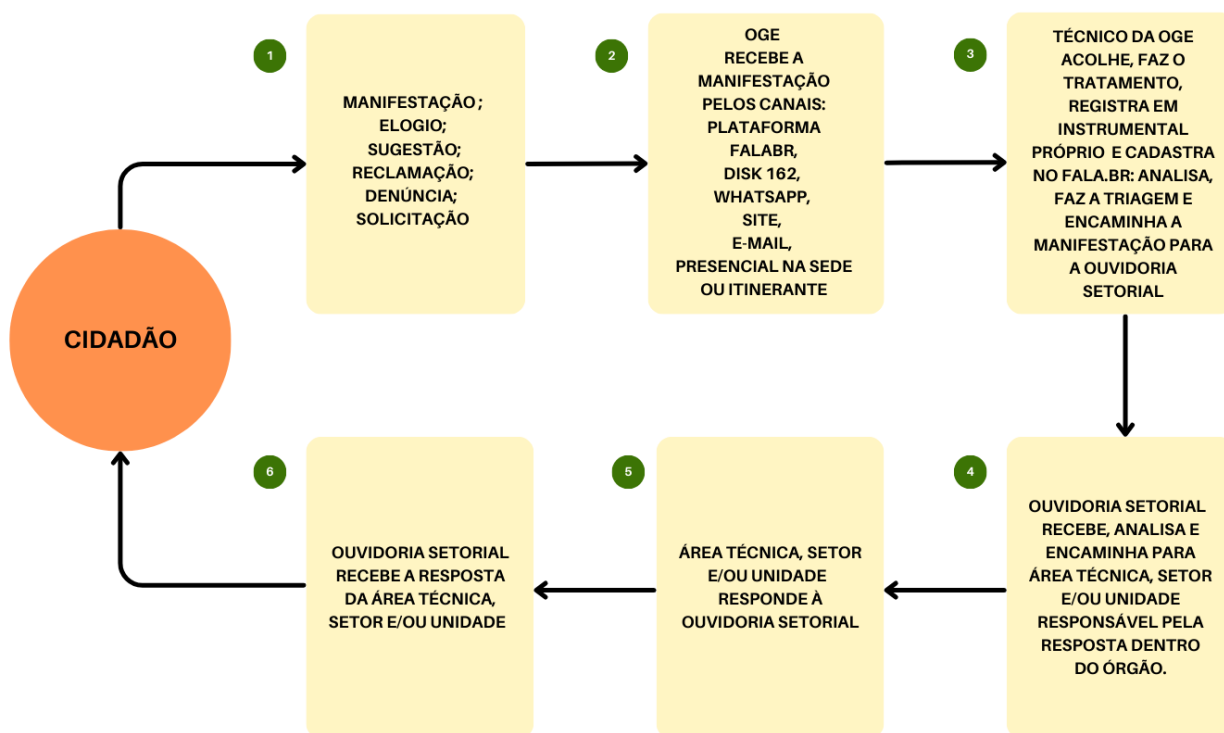 CIDADÃO
1
MANIFESTAÇÃO ;
ELOGIO;
SUGESTÃO;
RECLAMAÇÃO;
DENÚNCIA;
SOLICITAÇÃO
2
OGE
RECEBE A
MANIFESTAÇÃO
PELOS CANAIS:
PLATAFORMA
FALABR,
DISK 162,
WHATSAPP,
SITE,
E-MAIL,
PRESENCIAL NA SEDE
OU ITINERANTE
3
TÉCNICO DA OGE
ACOLHE, FAZ O
TRATAMENTO,
REGISTRA EM
INSTRUMENTAL
PRÓPRIO E CADASTRA
NO FALA.BR: ANALISA,
FAZ A TRIAGEM E
ENCAMINHA A
MANIFESTAÇÃO PARA
A OUVIDORIA
SETORIAL
4
OUVIDORIA SETORIAL
RECEBE, ANALISA E
ENCAMINHA PARA
ÁREA TÉCNICA, SETOR
E/OU UNIDADE
RESPONSÁVEL PELA
RESPOSTA DENTRO
DO ÓRGÃO.
5
ÁREA TÉCNICA, SETOR
E/OU UNIDADE
RESPONDE À
OUVIDORIA SETORIAL
6
OUVIDORIA SETORIAL
RECEBE A RESPOSTA
DA ÁREA TÉCNICA,
SETOR E/OU UNIDADE